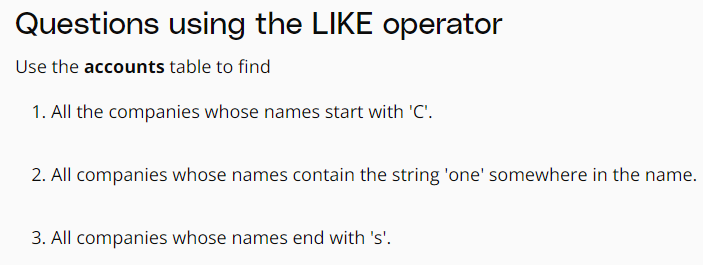 Questions using the LIKE operator
Use the accounts table to find
1. All the companies whose names start with 'C'.
2. All companies whose names contain the string 'one' somewhere in the name.
3. All companies whose names end with 's'.